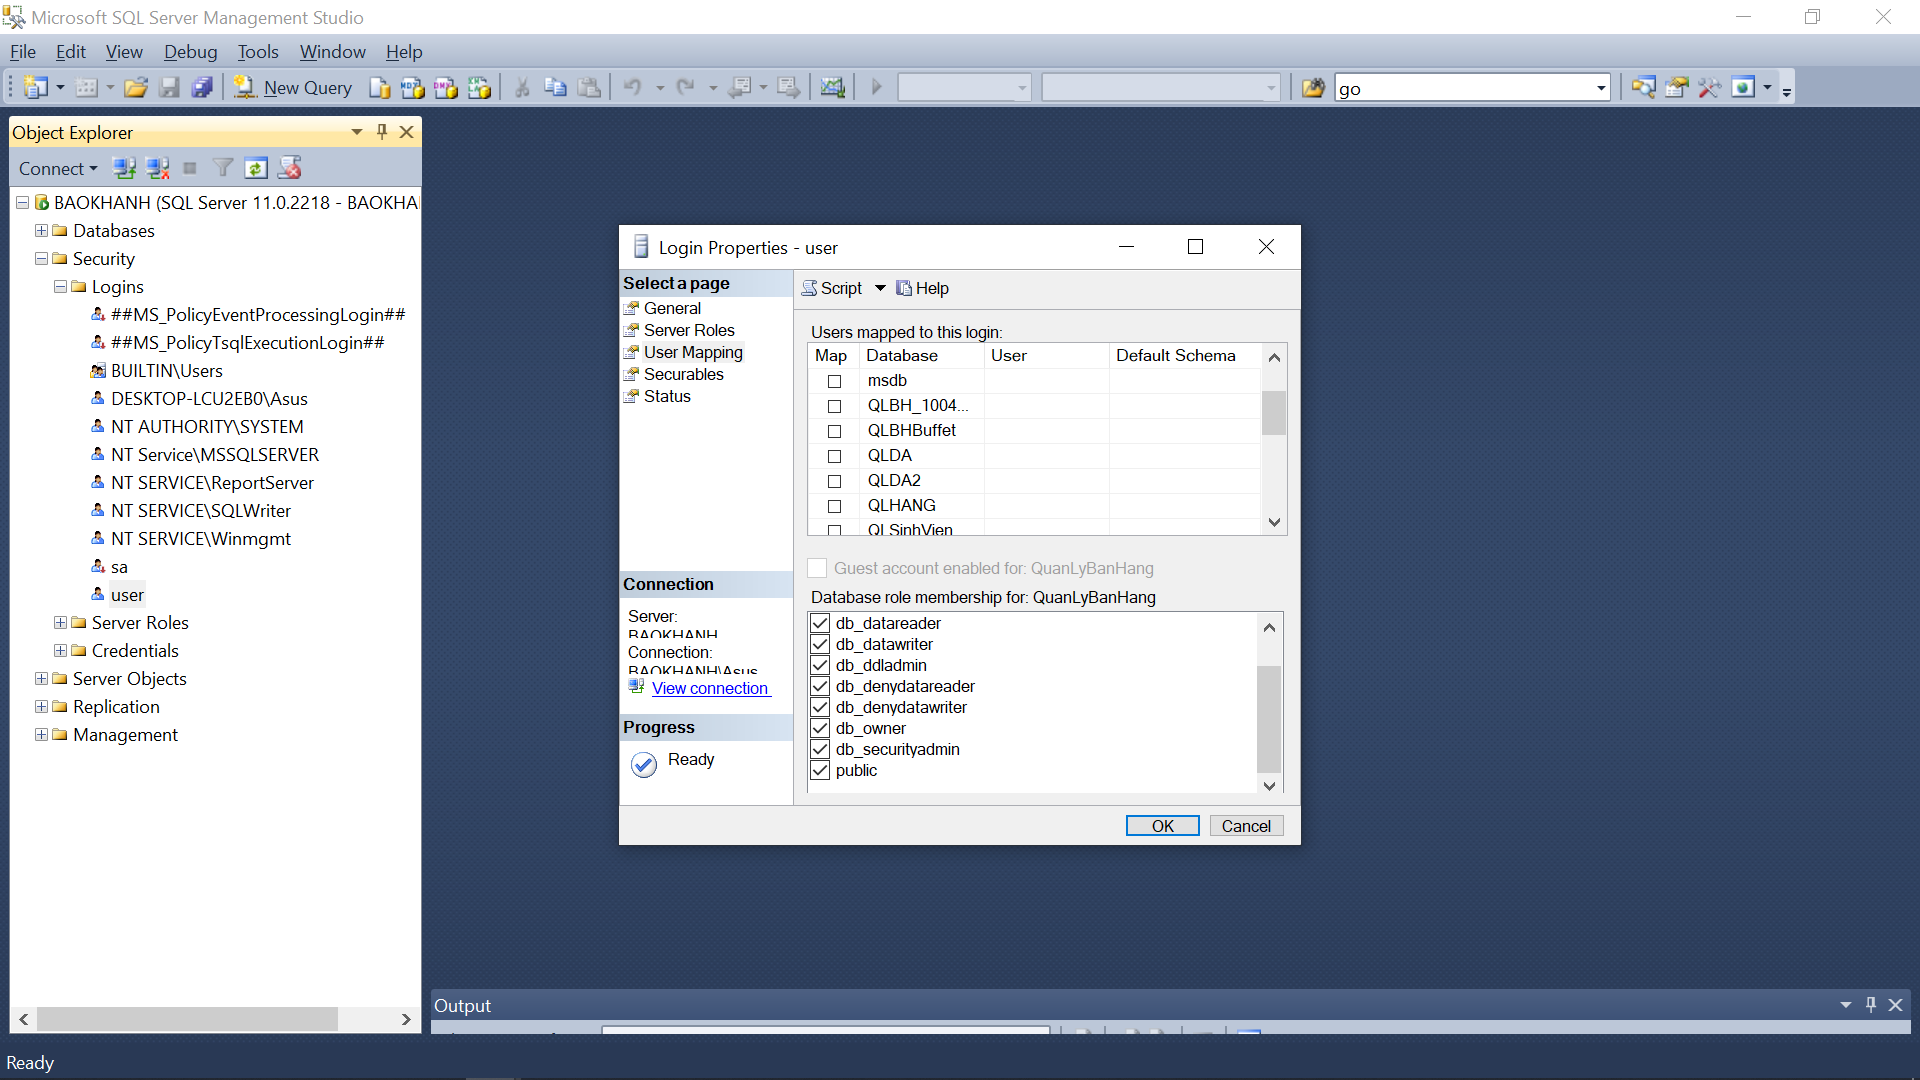 Microsoft SQL Server Management Studio
File Edit View Debug Tools Window Help
New Query
go
Object Explorer
Connect
BAOKHANH (SQL Server 11.0.2218 - BAOKHA
Databases
Security
Logins
##MS_PolicyEventProcessingLogin##
##MS_PolicyTsqlExecutionLogin##
BUILTIN\Users
DESKTOP-LCU2EB0\Asus
NT AUTHORITY\SYSTEM
NT Service\MSSQLSERVER
NT SERVICE\ReportServer
NT SERVICE\SQLWriter
NT SERVICE\Winmgmt
sa
user
Server Roles
Credentials
Server Objects
Replication
Management
Login Properties - user
Select a page
General
Server Roles
User Mapping
Securables
Status
Connection
Server:
BAOKHANH
Connection:
BAOKHANH\Asus
View connection
Progress
Ready
Script Help
Users mapped to this login:
Map Database User Default Schema
msdb
QLBH_1004...
QLBHBuffet
QLDA
QLDA2
QLHANG
QLSinhVien
Guest account enabled for: QuanLyBanHang
Database role membership for: QuanLyBanHang
db_datareader
db_datawriter
db_ddladmin
db_denydatareader
db_denydatawriter
db_owner
db_securityadmin
public
OK Cancel
Output
Ready